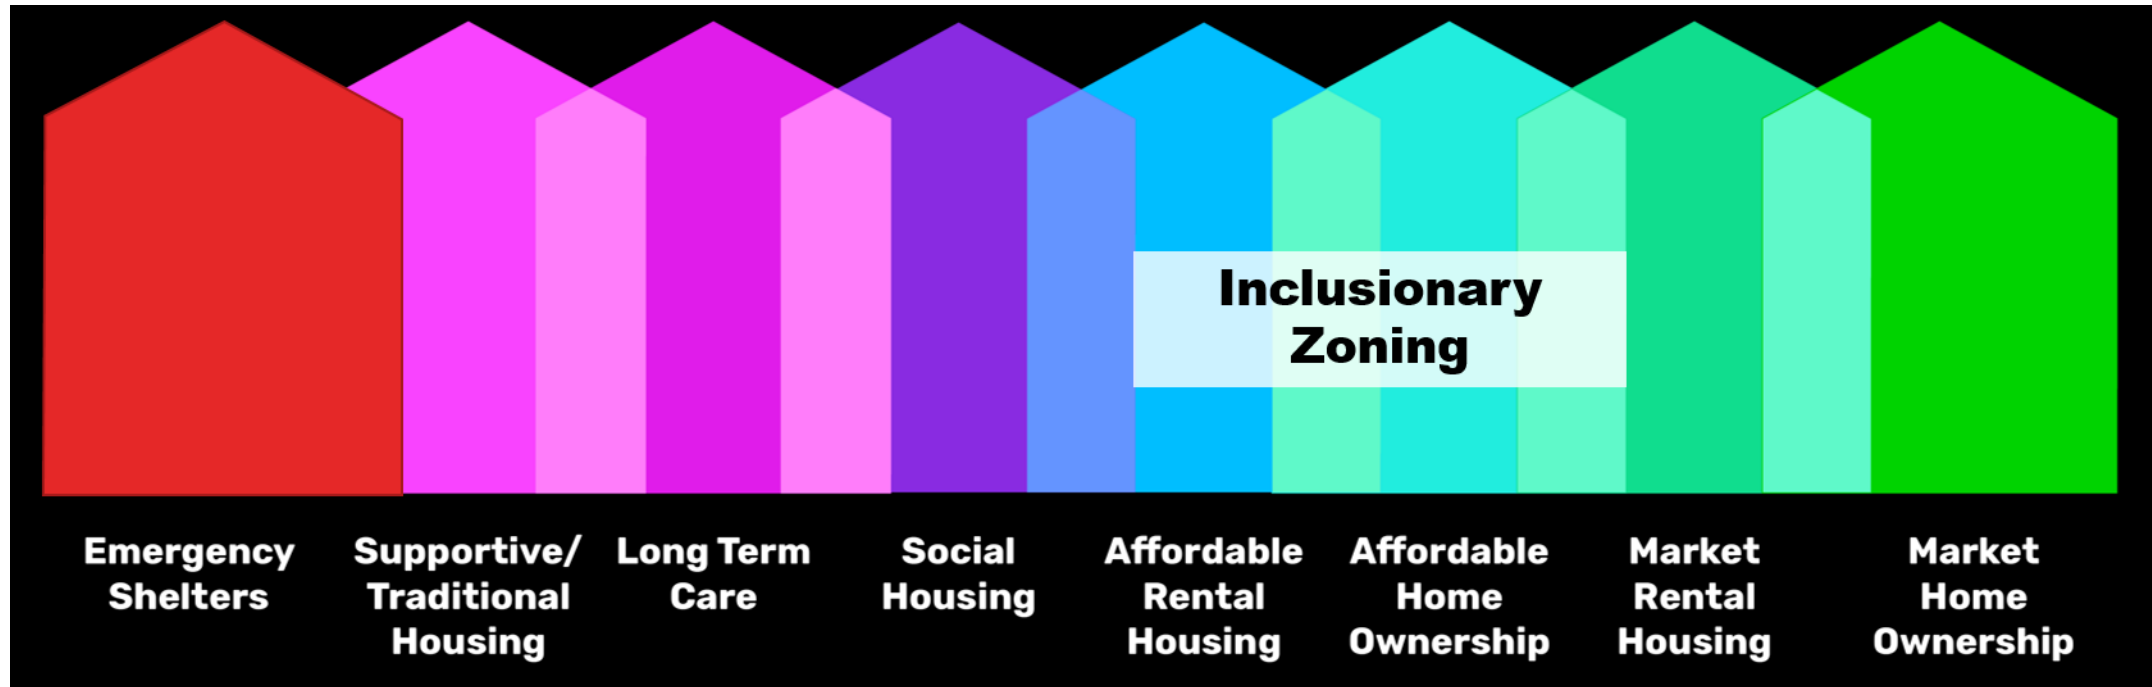 Inclusionary
Zoning
Emergency
Shelters
Supportive/
Traditional
Housing
Long Term
Care
Social
Housing
Affordable
Rental
Housing
Affordable
Home
Ownership
Market
Rental
Housing
Market
Home
Ownership